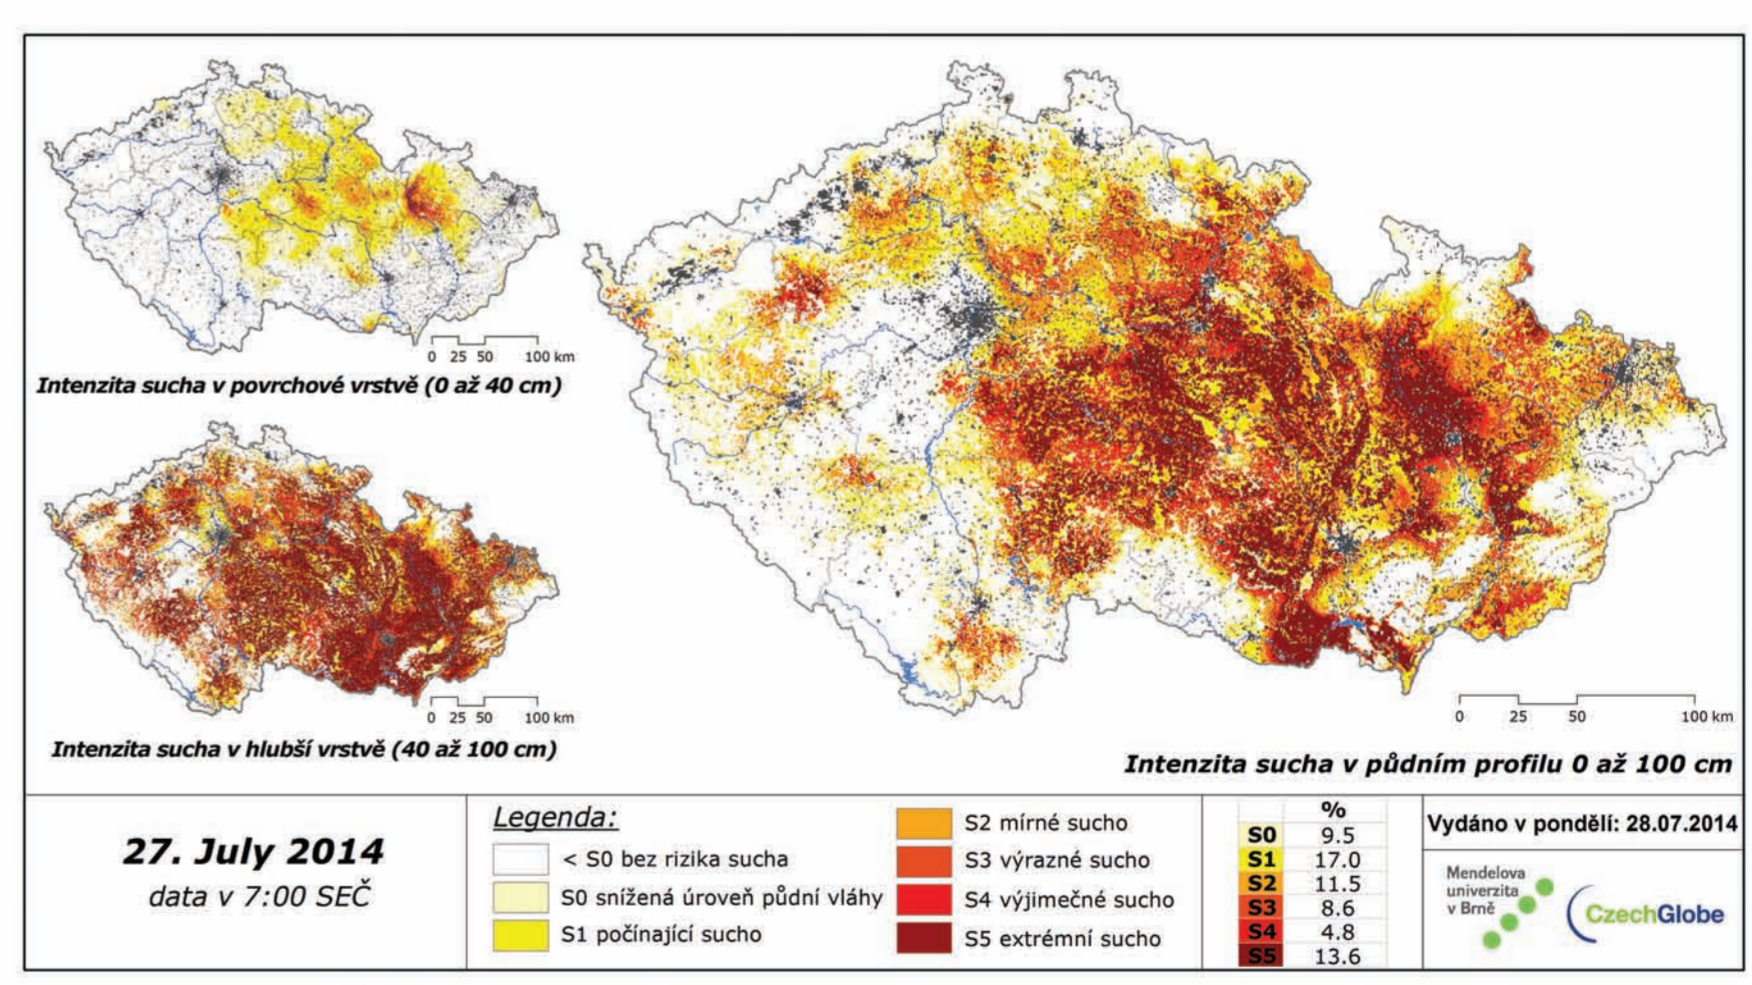 0 25 50 100 km
Intenzita sucha v povrchové vrstvě (0 až 40 cm)
0 25 50 100 km
Intenzita sucha v hlubší vrstvě (40 až 100 cm)
0 25 50 100 km
Intenzita sucha v půdním profilu 0 až 100 cm
27. July 2014
data v 7:00 SEČ
Legenda:
< S0 bez rizika sucha
S0 snížená úroveň půdní vláhy
S1 počínající sucho
S2 mírné sucho
S3 výrazné sucho
S4 výjimečné sucho
S5 extrémní sucho
%
S0 9.5
S1 17.0
S2 11.5
S3 8.6
S4 4.8
S5 13.6
Vydáno v pondělí: 28.07.2014
Mendelova
univerzita
v Brně
CzechGlobe